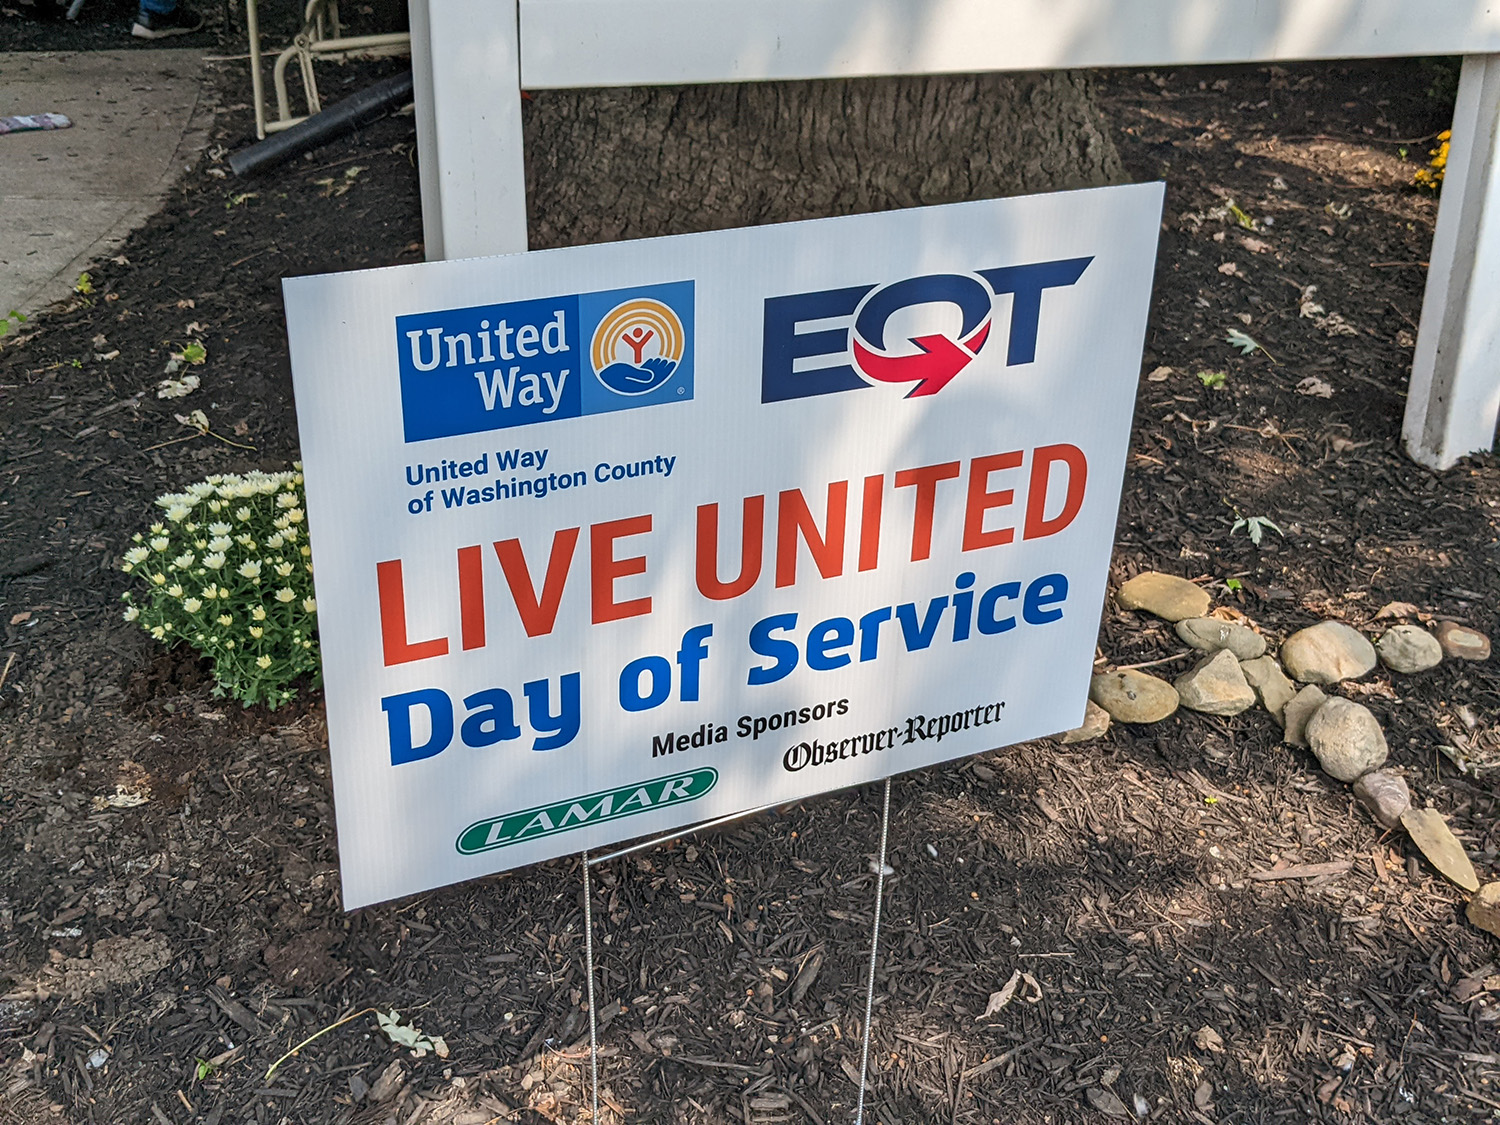 United
Way
®
EQT
United Way
of Washington County
LIVE UNITED
Day of Service
Media Sponsors
LAMAR
Observer-Reporter